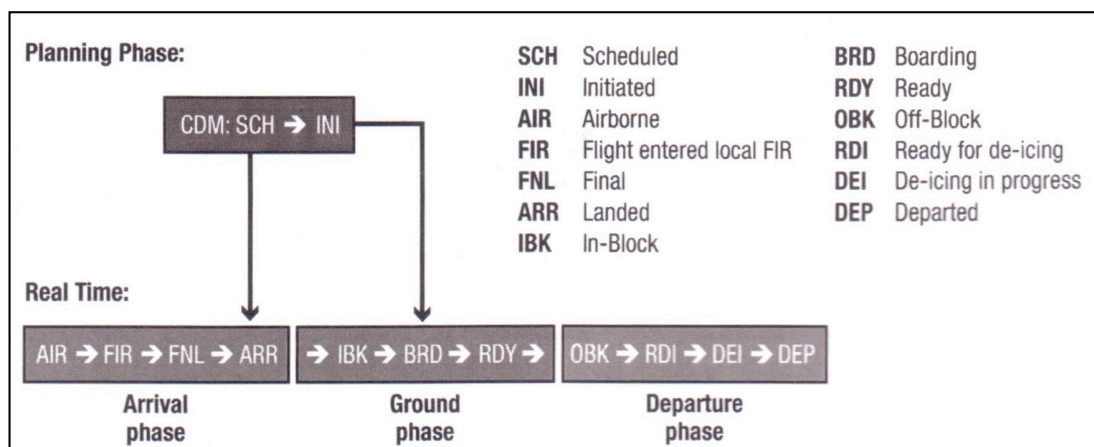 Planning Phase:
CDM: SCH → INI
SCH Scheduled
INI Initiated
AIR Airborne
FIR Flight entered local FIR
FNL Final
ARR Landed
IBK In-Block
BRD Boarding
RDY Ready
OBK Off-Block
RDI Ready for de-icing
DEI De-icing in progress
DEP Departed
Real Time:
AIR → FIR → FNL → ARR
→ IBK → BRD → RDY →
OBK → RDI → DEI → DEP
Arrival
phase
Ground
phase
Departure
phase